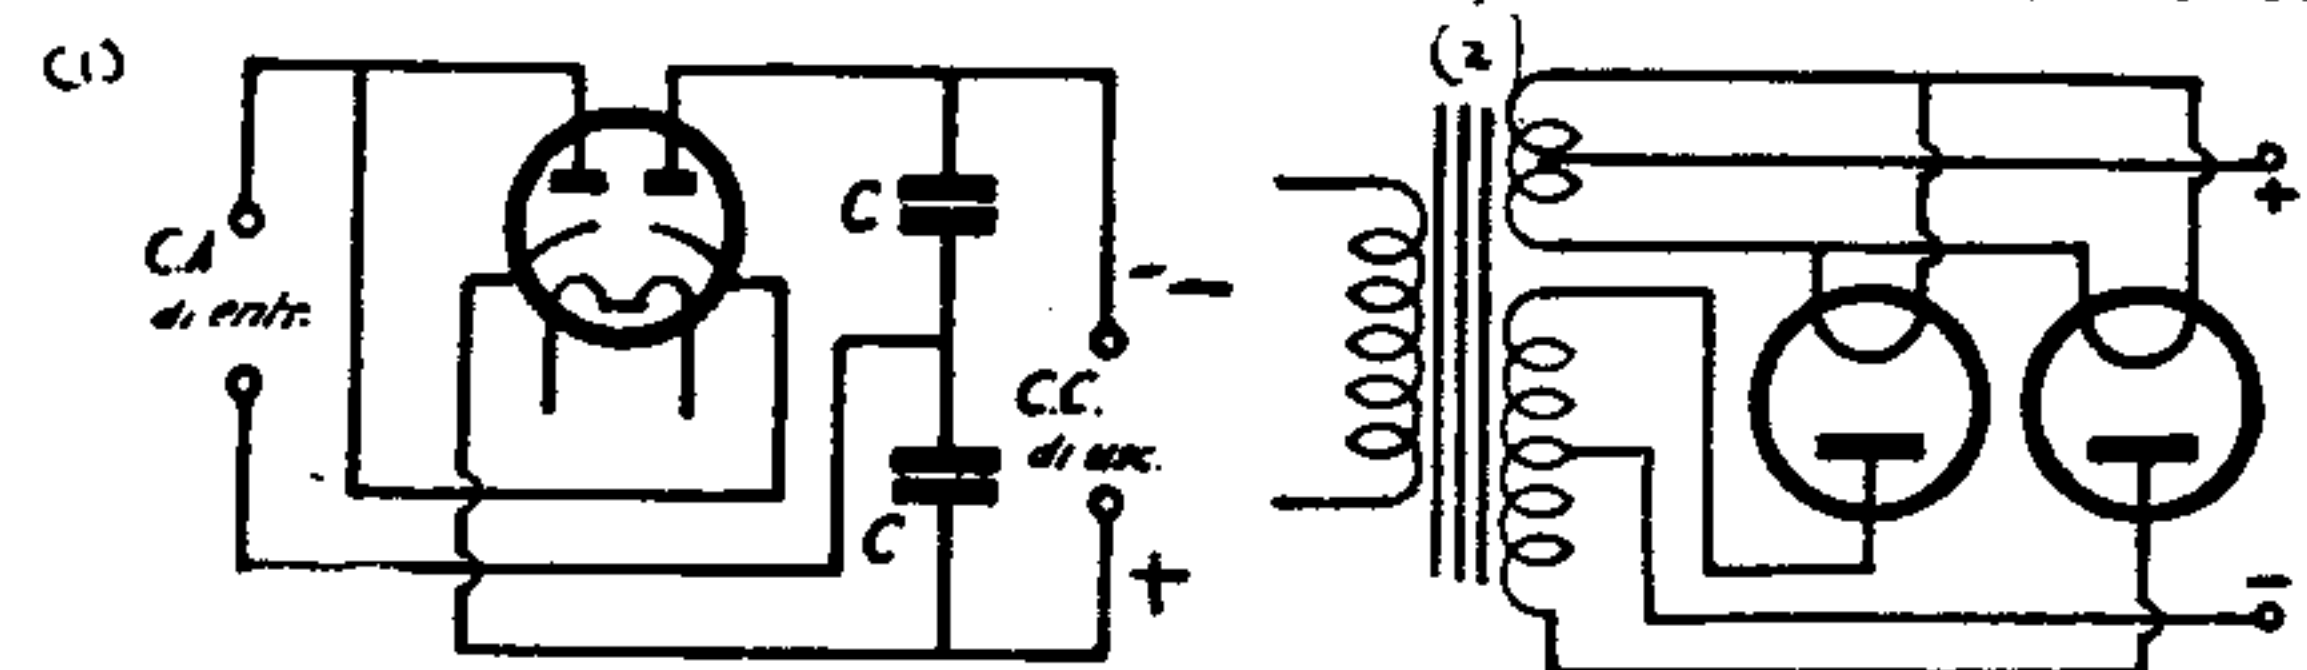 (1)
C.A
di entr.
C
C
C.C.
di usc.
-
+
(2)
+
-